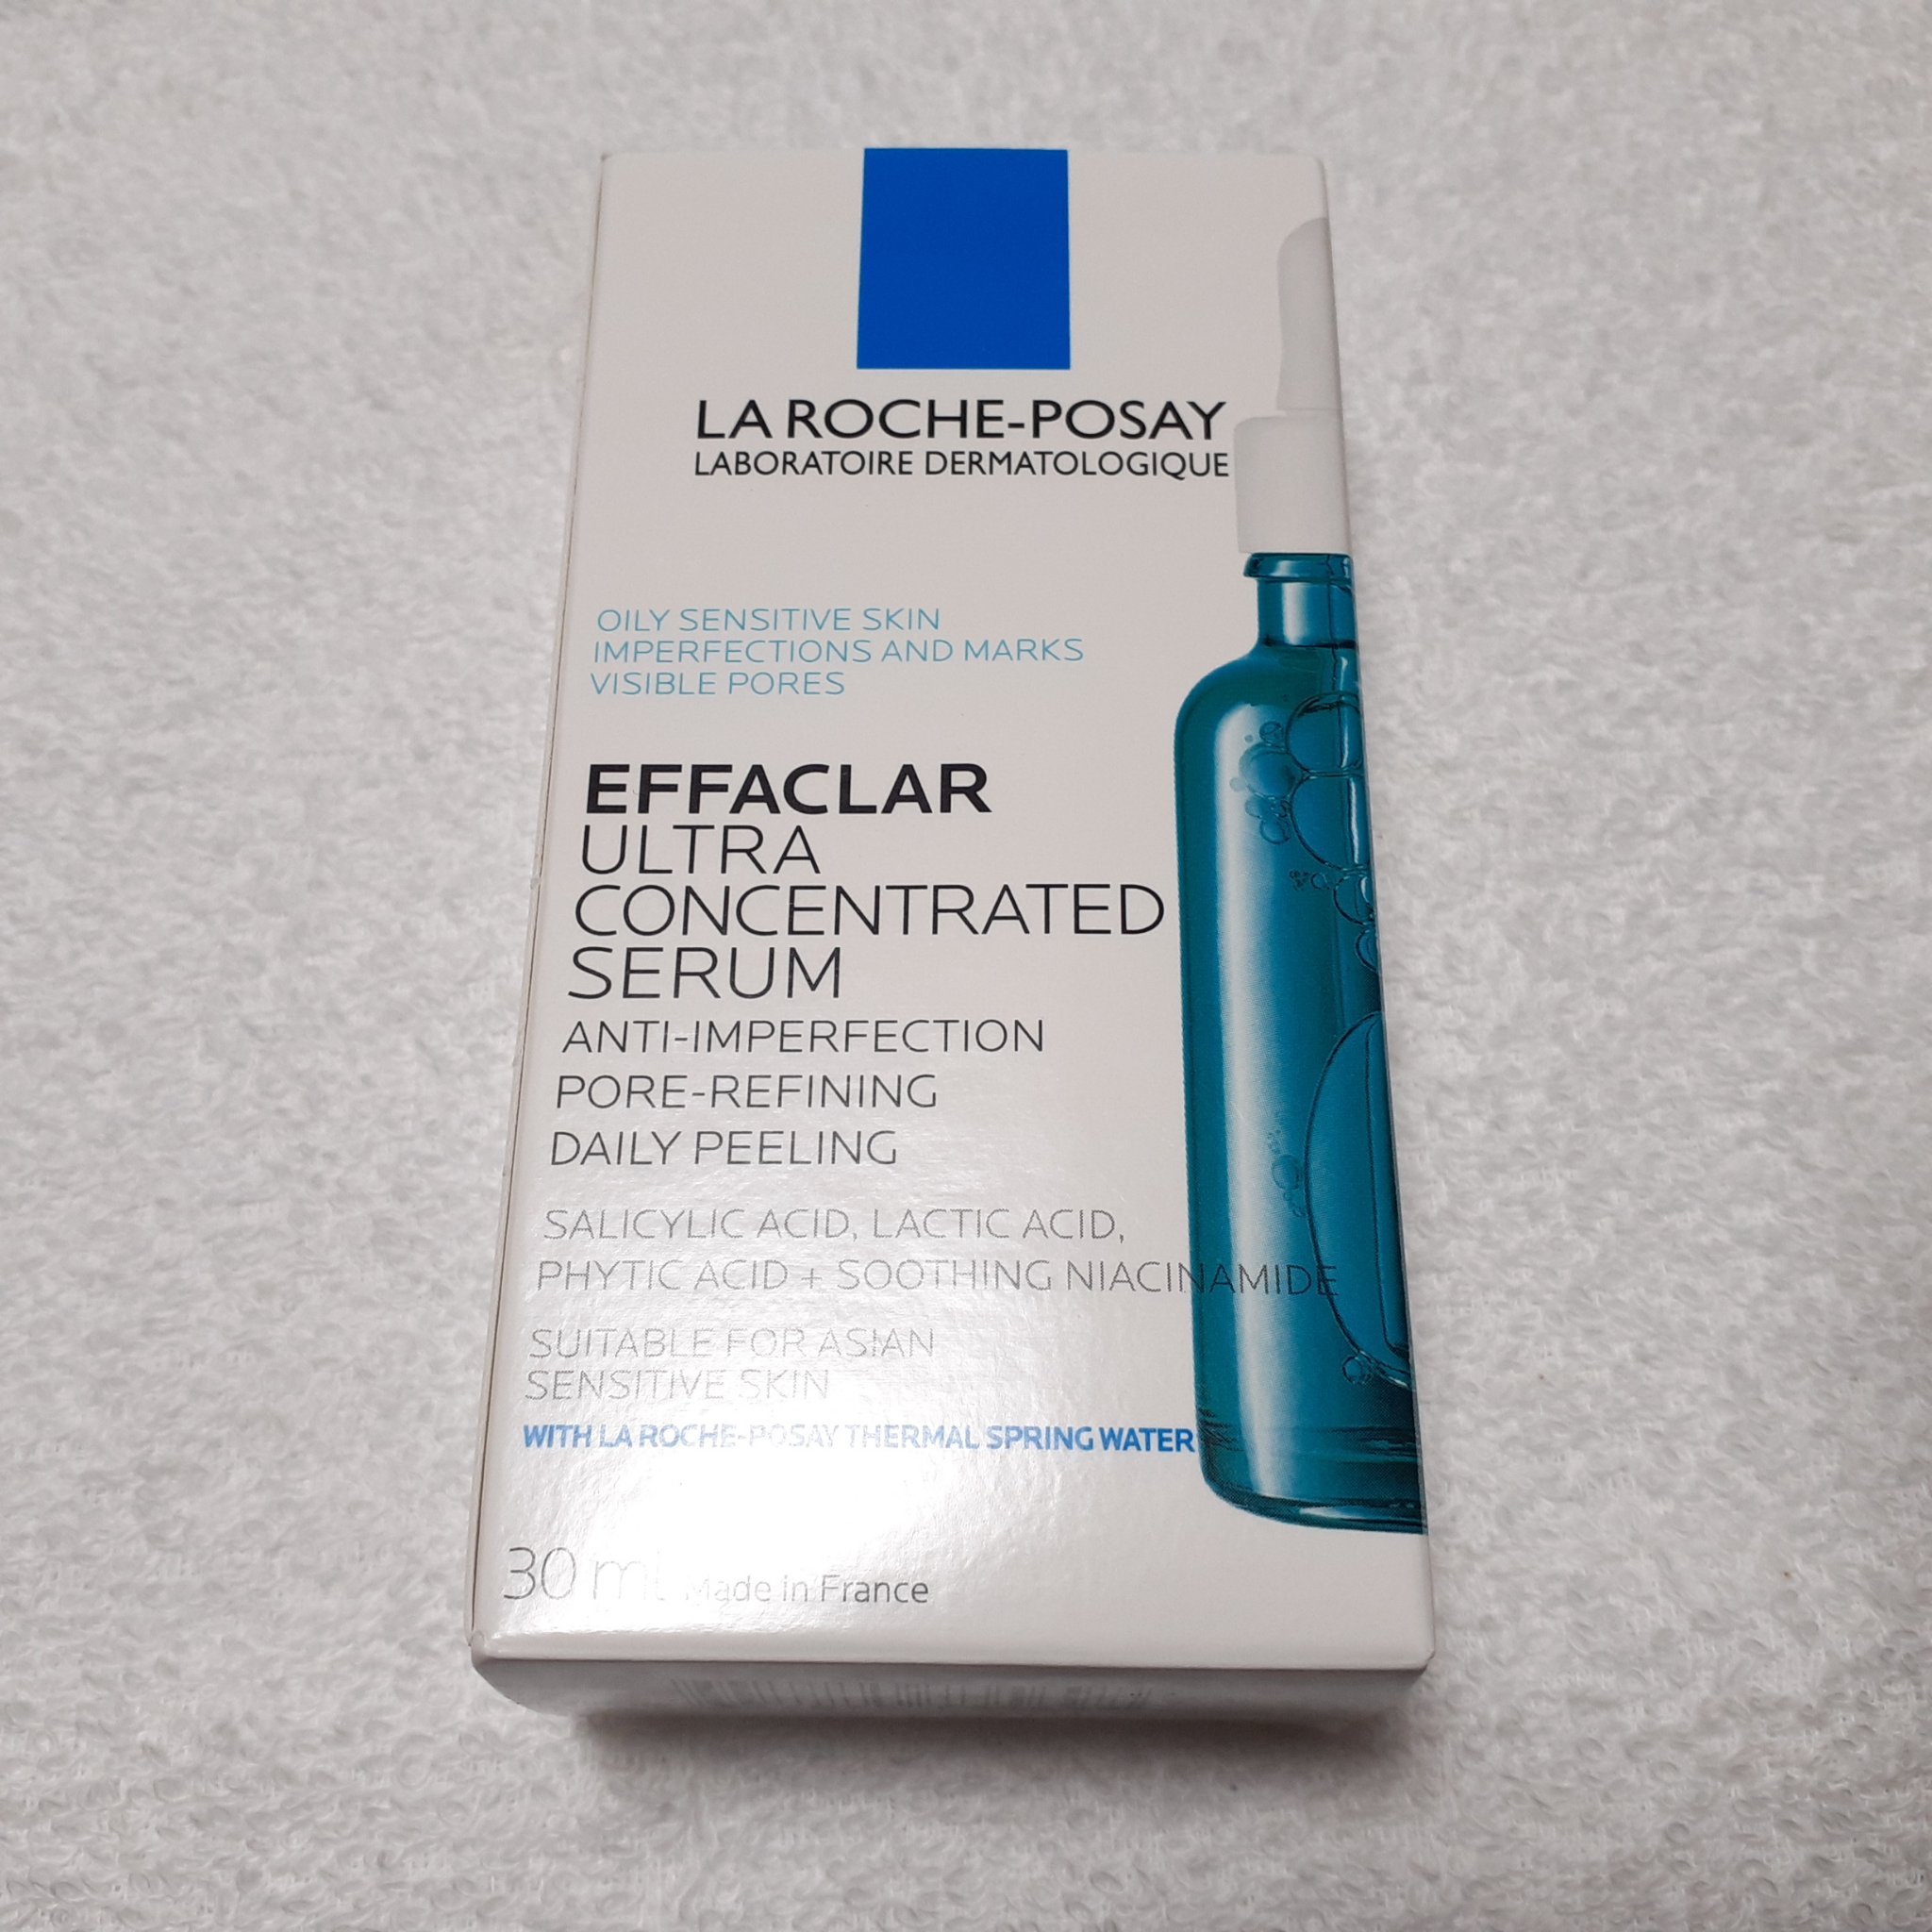 LA ROCHE-POSAY
LABORATOIRE DERMATOLOGIQUE
OILY SENSITIVE SKIN
IMPERFECTIONS AND MARKS
VISIBLE PORES
EFFACLAR
ULTRA
CONCENTRATED
SERUM
ANTI-IMPERFECTION
PORE-REFINING
DAILY PEELING
SALICYLIC ACID, LACTIC ACID,
PHYTIC ACID + SOOTHING NIACINAMIDE
SUITABLE FOR ASIAN
SENSITIVE SKIN
WITH LA ROCHE-POSAY THERMAL SPRING WATER
30 ml Made in France